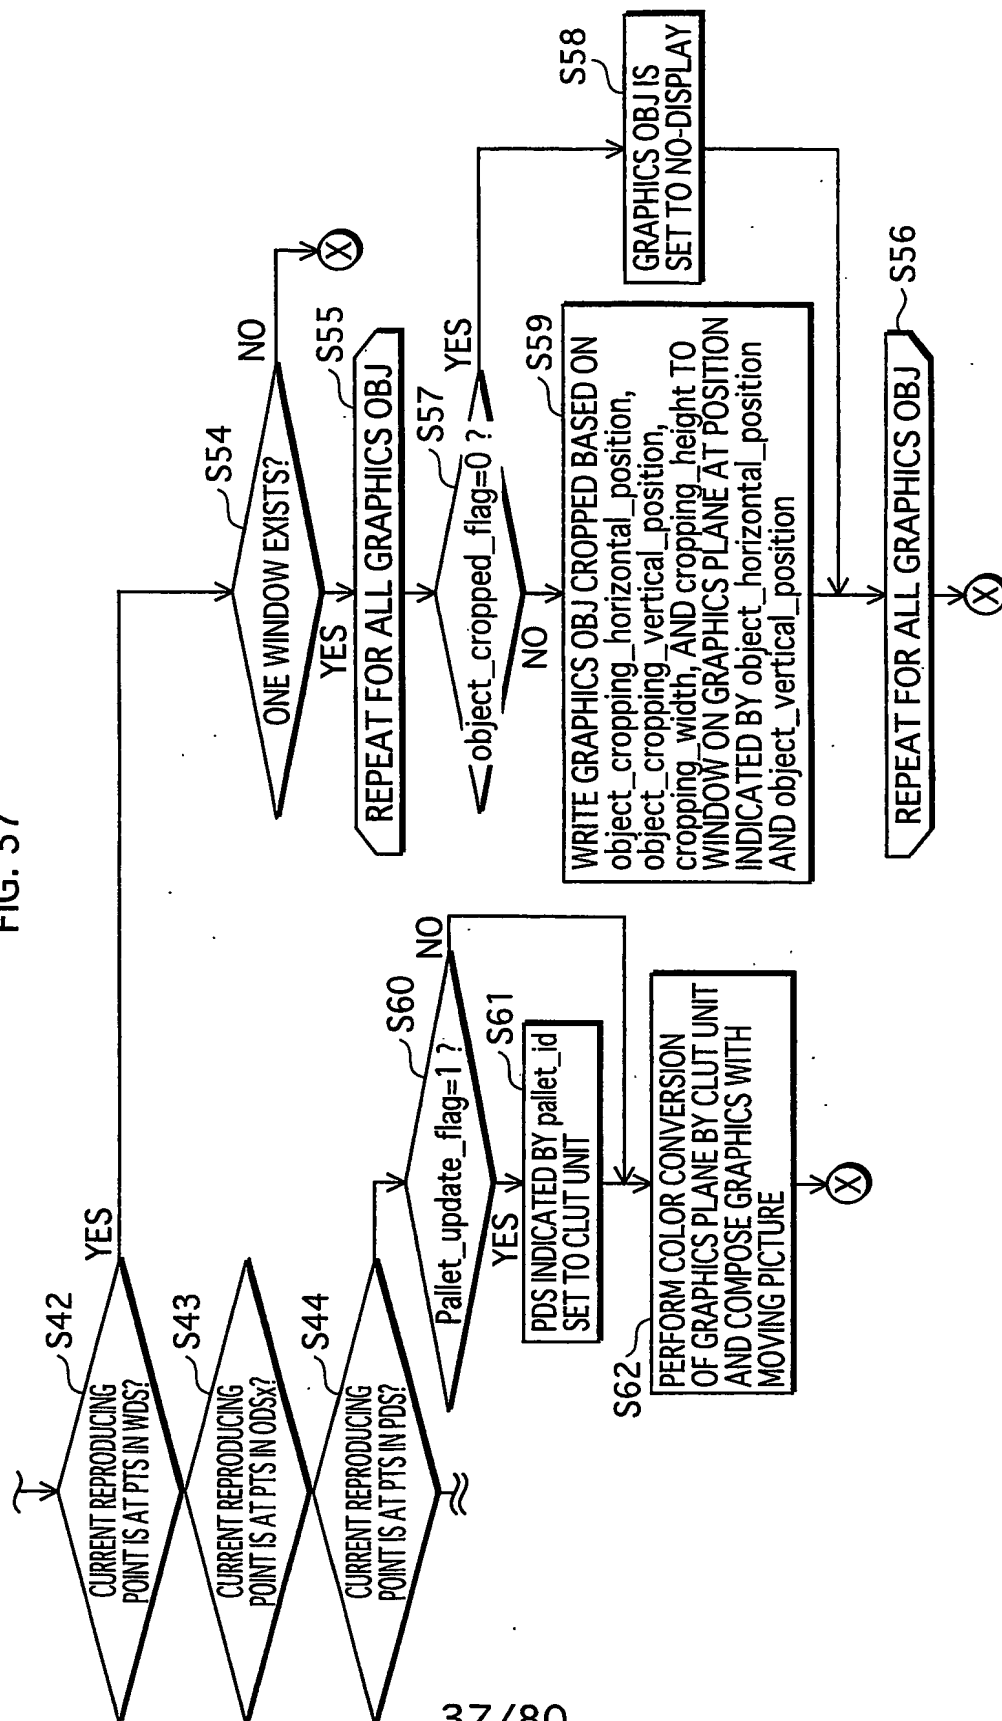 FIG. 37
S42
CURRENT REPRODUCING
POINT IS AT PTS IN WDS?
YES
S43
CURRENT REPRODUCING
POINT IS AT PTS IN ODSx?
S44
CURRENT REPRODUCING
POINT IS AT PTS IN PDS?
S54
ONE WINDOW EXISTS?
NO
X
YES
S55
REPEAT FOR ALL GRAPHICS OBJ
S57
object_cropped_flag=0 ?
YES
NO
S58
GRAPHICS OBJ IS
SET TO NO-DISPLAY
S59
WRITE GRAPHICS OBJ CROPPED BASED ON
object_cropping_horizontal_position,
object_cropping_vertical_position,
cropping_width, AND cropping_height TO
WINDOW ON GRAPHICS PLANE AT POSITION
INDICATED BY object_horizontal_position
AND object_vertical_position
S56
REPEAT FOR ALL GRAPHICS OBJ
X
S60
Pallet_update_flag=1 ?
NO
YES
S61
PDS INDICATED BY pallet_id
SET TO CLUT UNIT
S62
PERFORM COLOR CONVERSION
OF GRAPHICS PLANE BY CLUT UNIT
AND COMPOSE GRAPHICS WITH
MOVING PICTURE
X
37/80